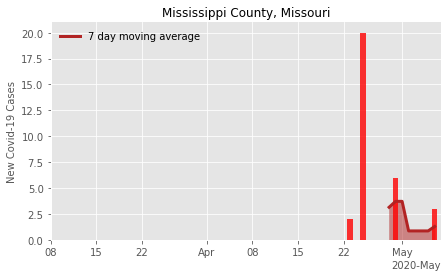 Mississippi County, Missouri
7 day moving average
New Covid-19 Cases
20.0
17.5
15.0
12.5
10.0
7.5
5.0
2.5
0.0
08 15 22 Apr 08 15 22 May
2020-May